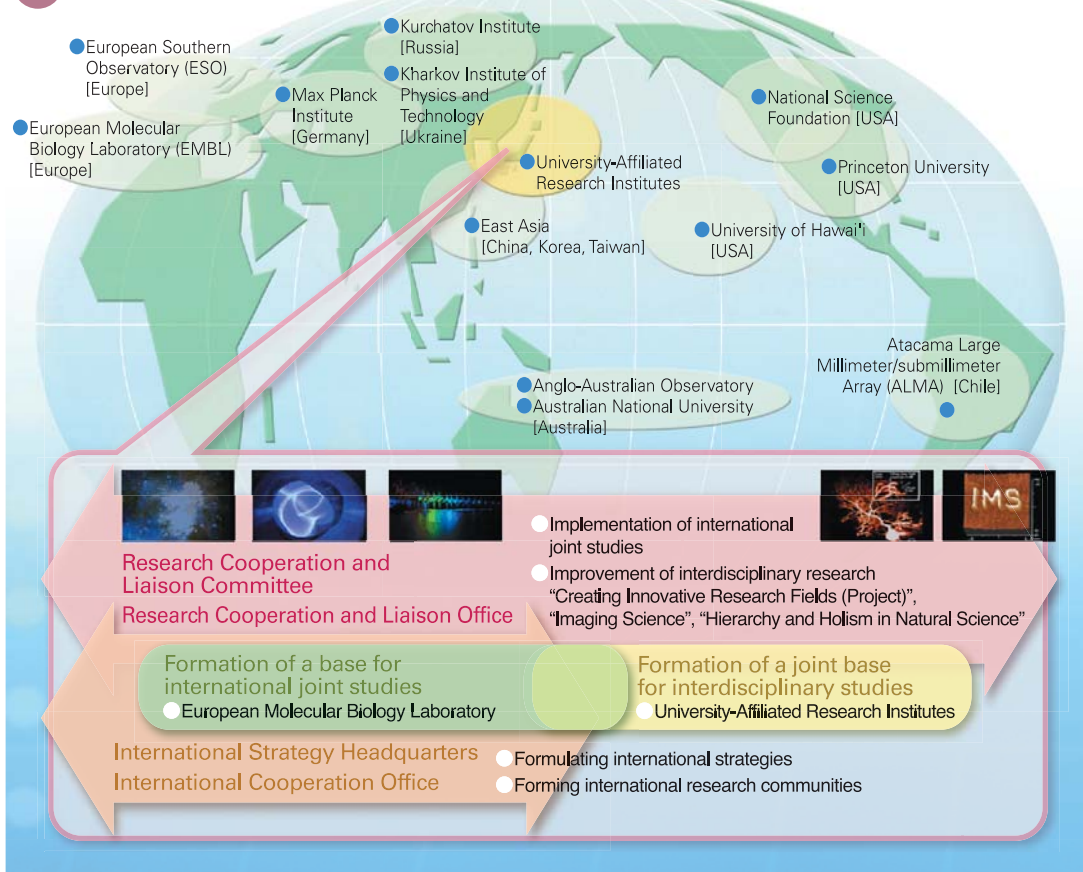 European Southern
Observatory (ESO)
[Europe]
European Molecular
Biology Laboratory (EMBL)
[Europe]
Max Planck
Institute
[Germany]
Kurchatov Institute
[Russia]
Kharkov Institute of
Physics and
Technology
[Ukraine]
University-Affiliated
Research Institutes
East Asia
[China, Korea, Taiwan]
National Science
Foundation [USA]
Princeton University
[USA]
University of Hawai'i
[USA]
Atacama Large
Millimeter/submillimeter
Array (ALMA) [Chile]
Anglo-Australian Observatory
Australian National University
[Australia]
IMS
Research Cooperation and
Liaison Committee
Research Cooperation and Liaison Office
Implementation of international
joint studies
Improvement of interdisciplinary research
“Creating Innovative Research Fields (Project)”,
“Imaging Science”, “Hierarchy and Holism in Natural Science”
Formation of a base for
international joint studies
European Molecular Biology Laboratory
Formation of a joint base
for interdisciplinary studies
University-Affiliated Research Institutes
International Strategy Headquarters
International Cooperation Office
Formulating international strategies
Forming international research communities